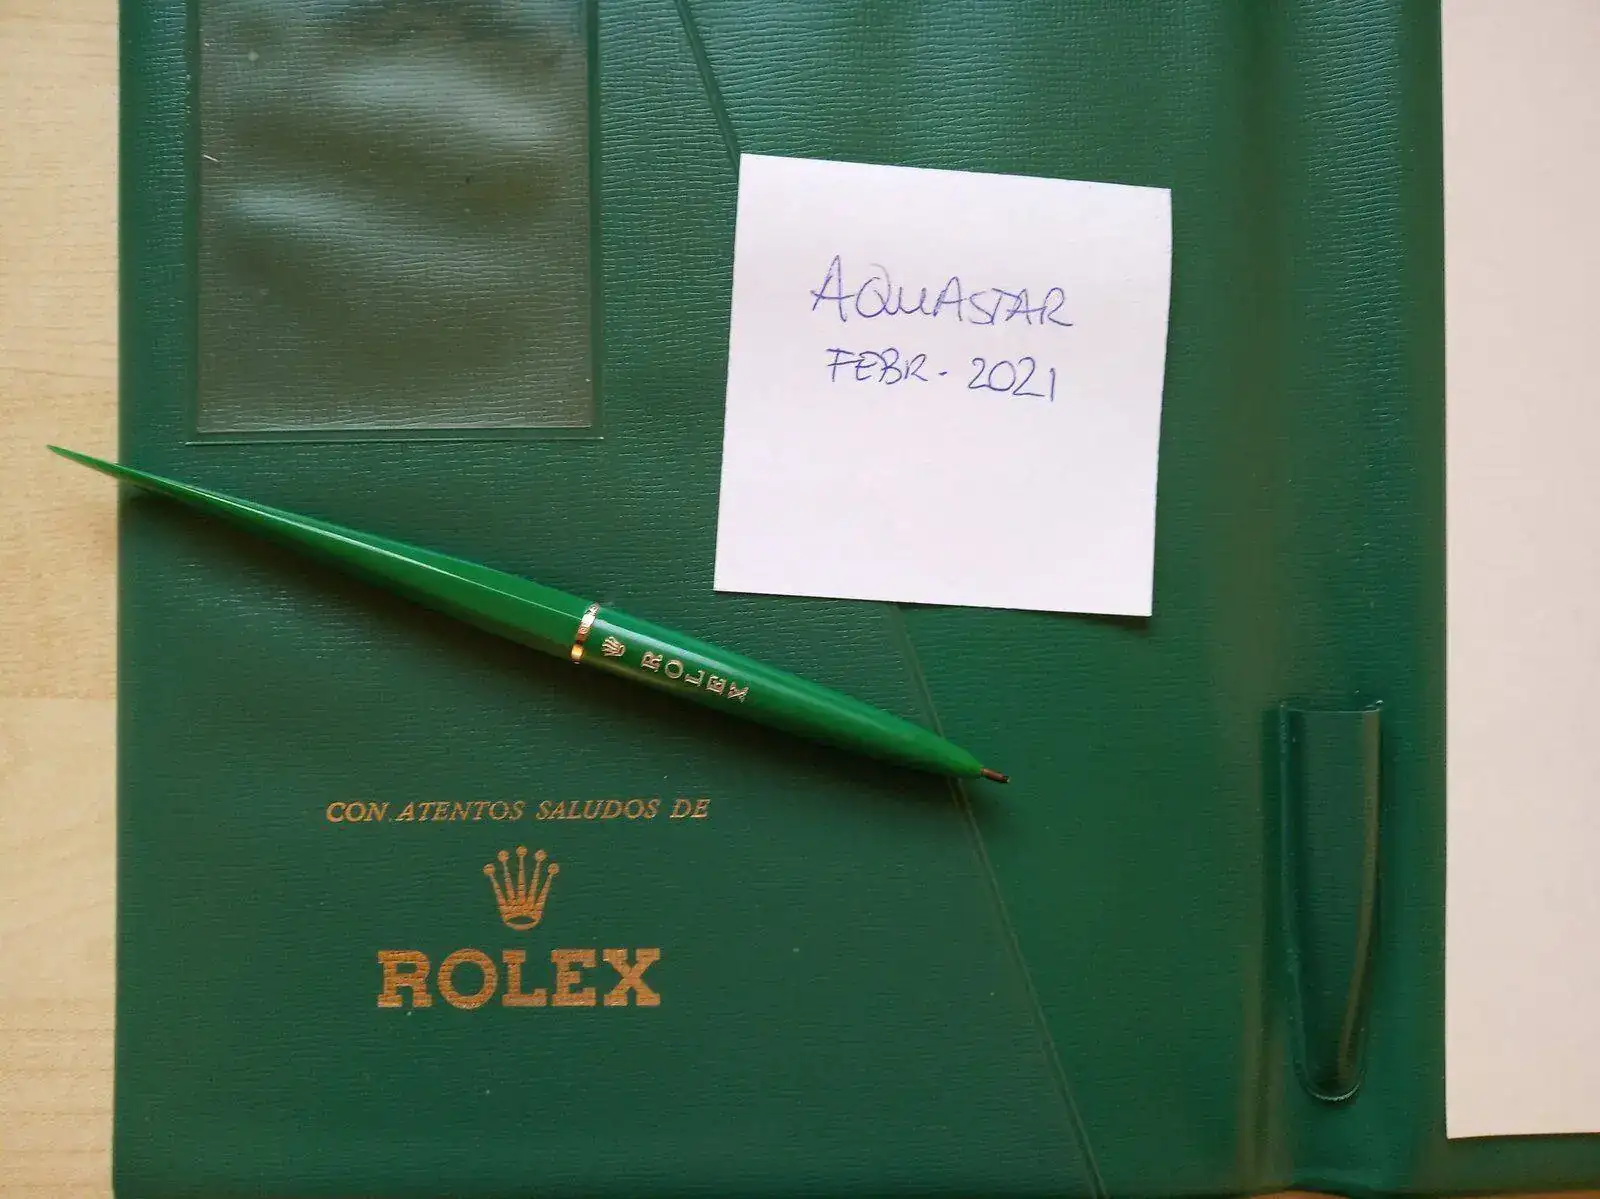 AQUASTAR
FEBR. - 2021
ROLEX
CON ATENTOS SALUDOS DE
ROLEX